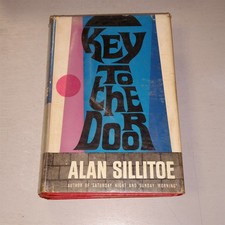 KEY
TO
THE
DOOR
ALAN SILLITOE
AUTHOR OF SATURDAY NIGHT AND SUNDAY MORNING